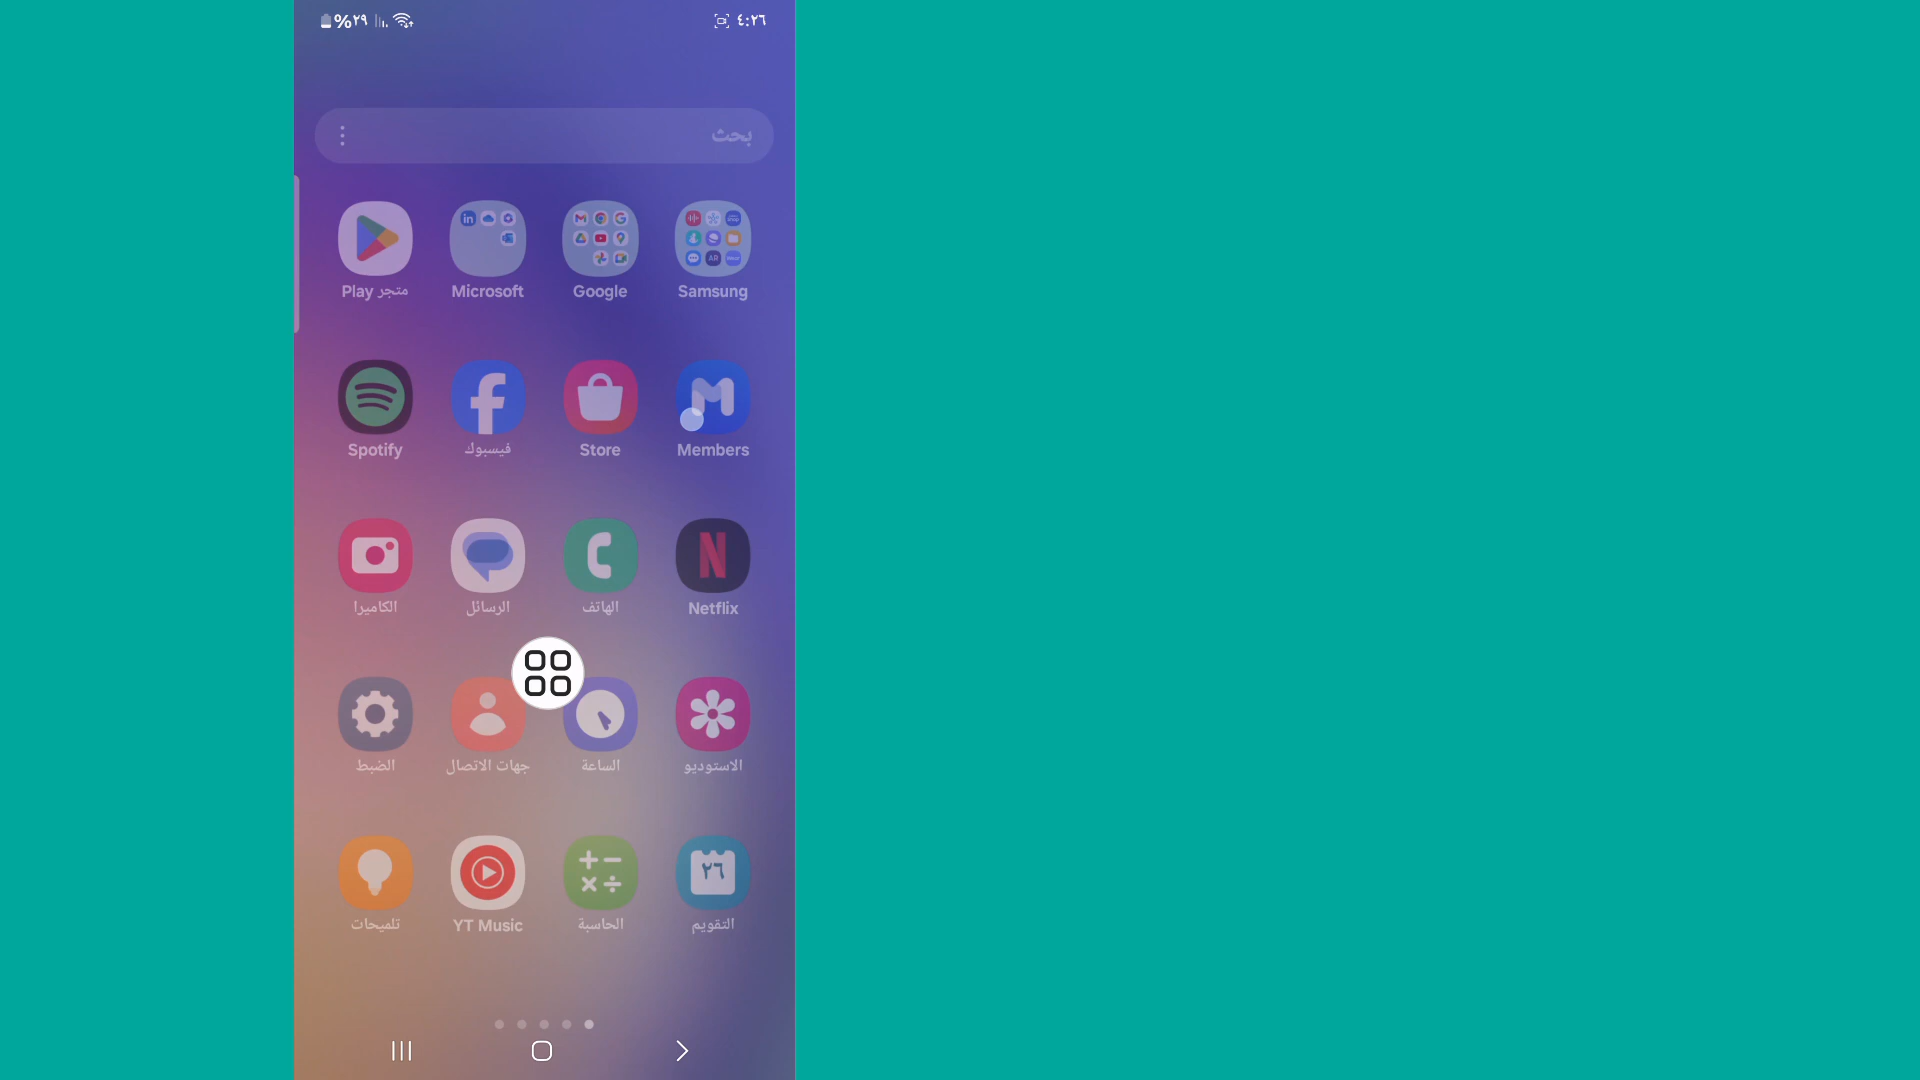 ٤:٢٦
%٢٩
بحث
Samsung
Google
Microsoft
متجر Play
Members
Store
فيسبوك
Spotify
Netflix
الهاتف
الرسائل
الكاميرا
الاستوديو
الساعة
جهات الاتصال
الضبط
٢٦
التقويم
الحاسبة
YT Music
تلميحات